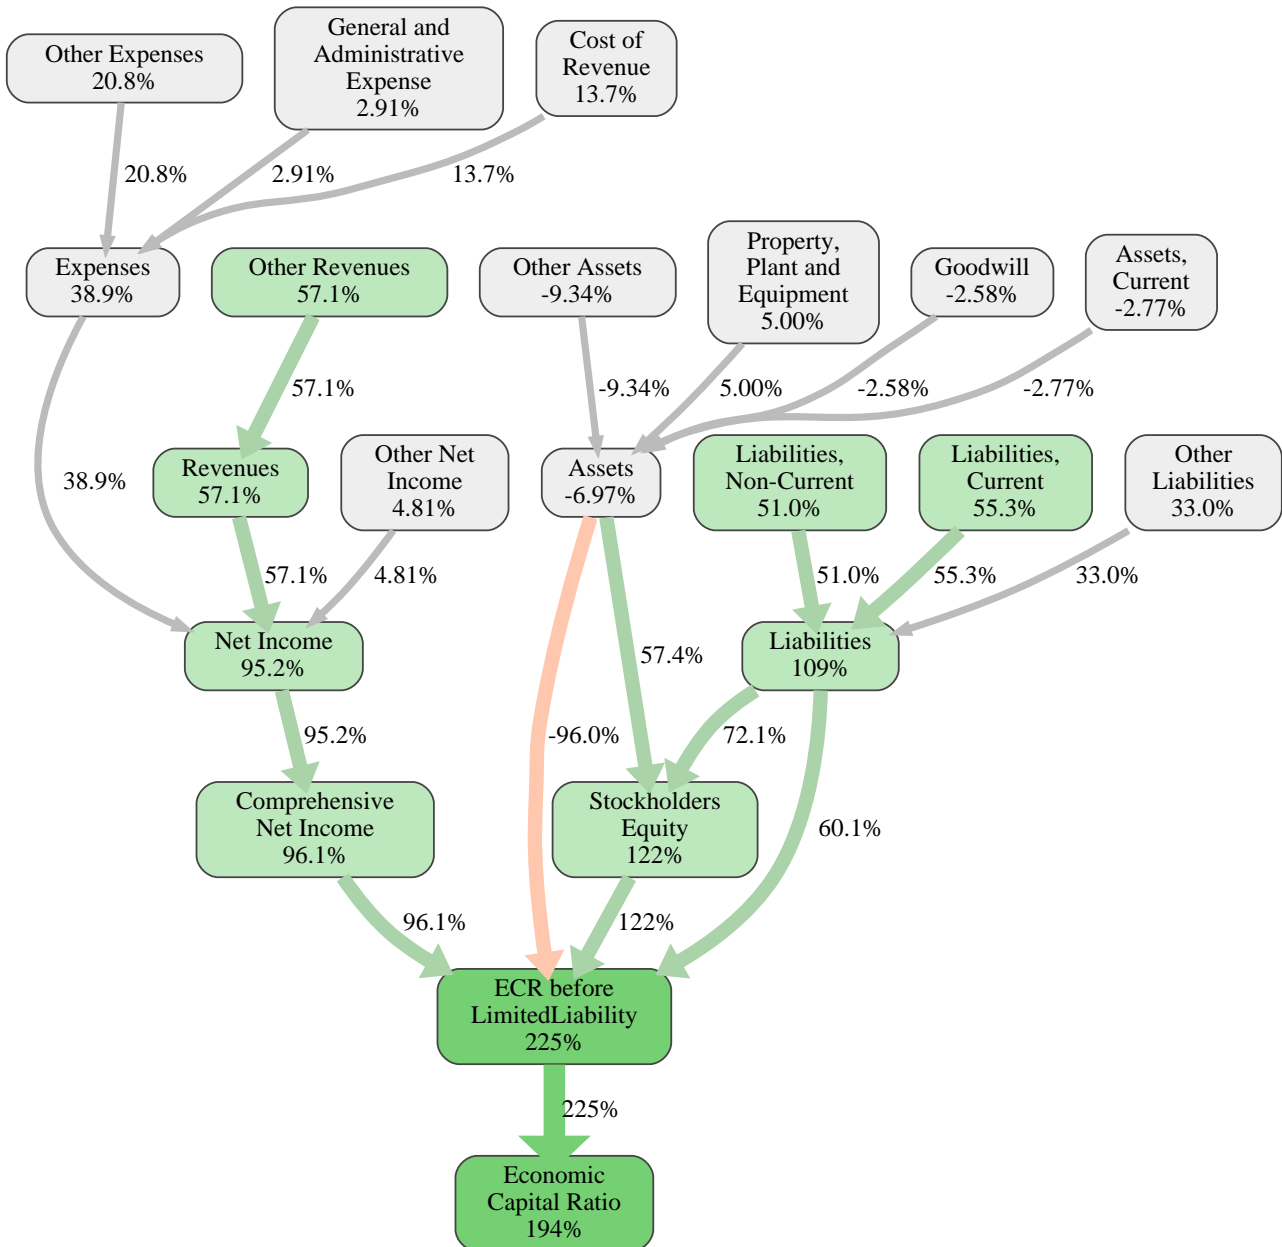 Other Expenses
20.8%
General and
Administrative
Expense
2.91%
Cost of
Revenue
13.7%
20.8%
2.91%
13.7%
Expenses
38.9%
Other Revenues
57.1%
Other Assets
-9.34%
Property,
Plant and
Equipment
5.00%
Goodwill
-2.58%
Assets,
Current
-2.77%
57.1%
-9.34%
5.00%
-2.58%
-2.77%
38.9%
Revenues
57.1%
Other Net
Income
4.81%
Assets
-6.97%
Liabilities,
Non-Current
51.0%
Liabilities,
Current
55.3%
Other
Liabilities
33.0%
57.1%
4.81%
51.0%
55.3%
33.0%
Net Income
95.2%
57.4%
Liabilities
109%
95.2%
-96.0%
72.1%
Comprehensive
Net Income
96.1%
Stockholders
Equity
122%
60.1%
96.1%
122%
ECR before
LimitedLiability
225%
225%
Economic
Capital Ratio
194%